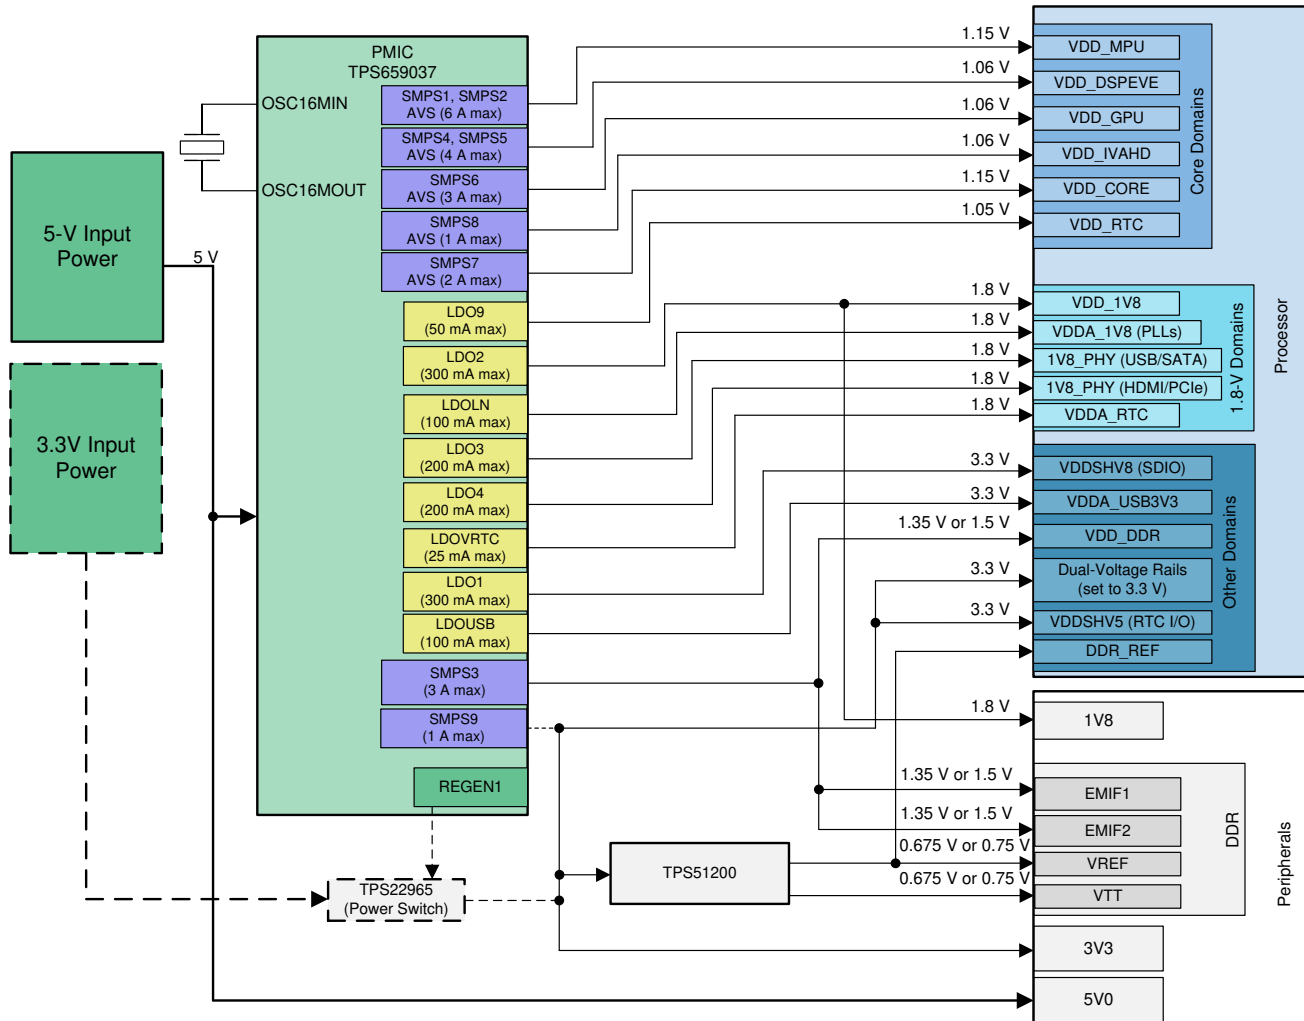 5-V Input
Power
5 V
3.3V Input
Power
PMIC
TPS659037
OSC16MIN
OSC16MOUT
SMPS1, SMPS2
AVS (6 A max)
SMPS4, SMPS5
AVS (4 A max)
SMPS6
AVS (3 A max)
SMPS8
AVS (1 A max)
SMPS7
AVS (2 A max)
LDO9
(50 mA max)
LDO2
(300 mA max)
LDOLN
(100 mA max)
LDO3
(200 mA max)
LDO4
(200 mA max)
LDOVRTC
(25 mA max)
LDO1
(300 mA max)
LDOUSB
(100 mA max)
SMPS3
(3 A max)
SMPS9
(1 A max)
REGEN1
TPS22965
(Power Switch)
TPS51200
1.15 V
VDD_MPU
1.06 V
VDD_DSPEVE
1.06 V
VDD_GPU
1.06 V
VDD_IVAHD
1.15 V
VDD_CORE
1.05 V
VDD_RTC
Core Domains
1.8 V
VDD_1V8
1.8 V
VDDA_1V8 (PLLs)
1.8 V
1V8_PHY (USB/SATA)
1.8 V
1V8_PHY (HDMI/PCIe)
1.8 V
VDDA_RTC
1.8-V Domains
3.3 V
VDDSHV8 (SDIO)
3.3 V
VDDA_USB3V3
1.35 V or 1.5 V
VDD_DDR
3.3 V
Dual-Voltage Rails
(set to 3.3 V)
3.3 V
VDDSHV5 (RTC I/O)
DDR_REF
Other Domains
Processor
1.8 V
1V8
1.35 V or 1.5 V
EMIF1
1.35 V or 1.5 V
EMIF2
0.675 V or 0.75 V
VREF
0.675 V or 0.75 V
VTT
DDR
3V3
5V0
Peripherals